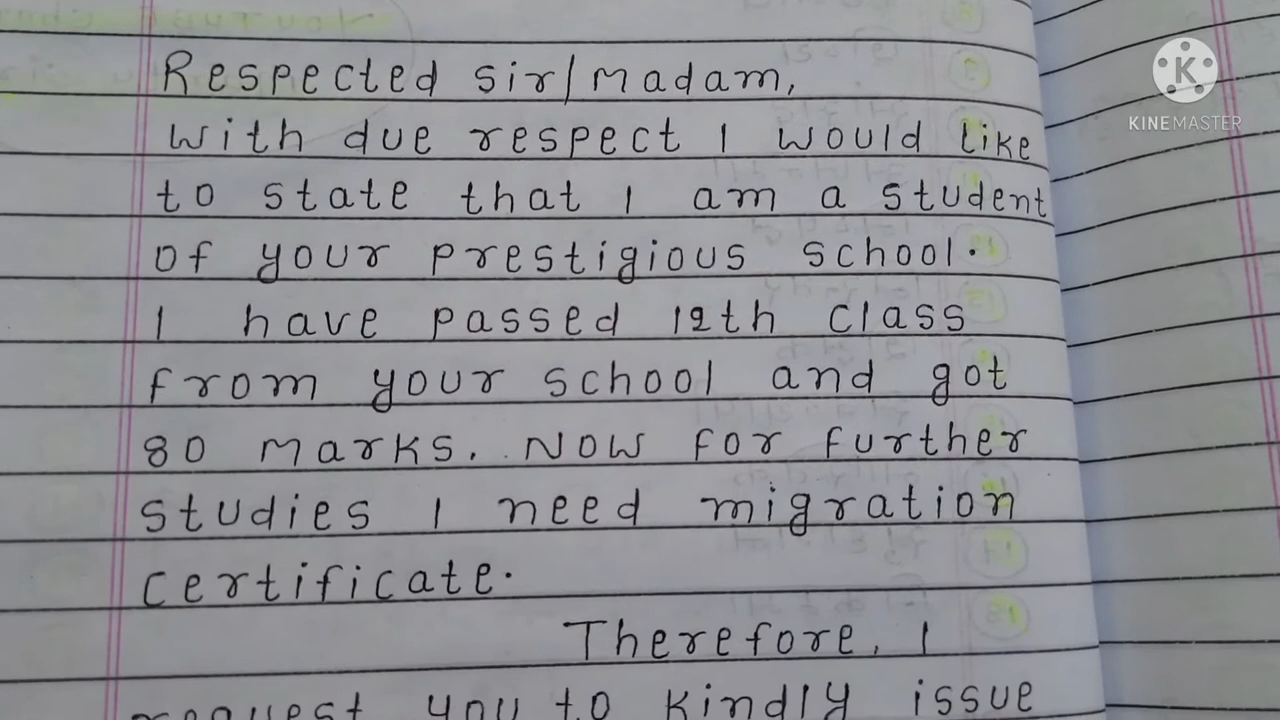 Respected sir/madam,
with due respect I would like
to state that I am a student
of your prestigious school.
I have passed 12th class
from your school and got
80 marks. Now for further
studies I need migration
certificate.
Therefore, I
request you to kindly issue
KINEMASTER